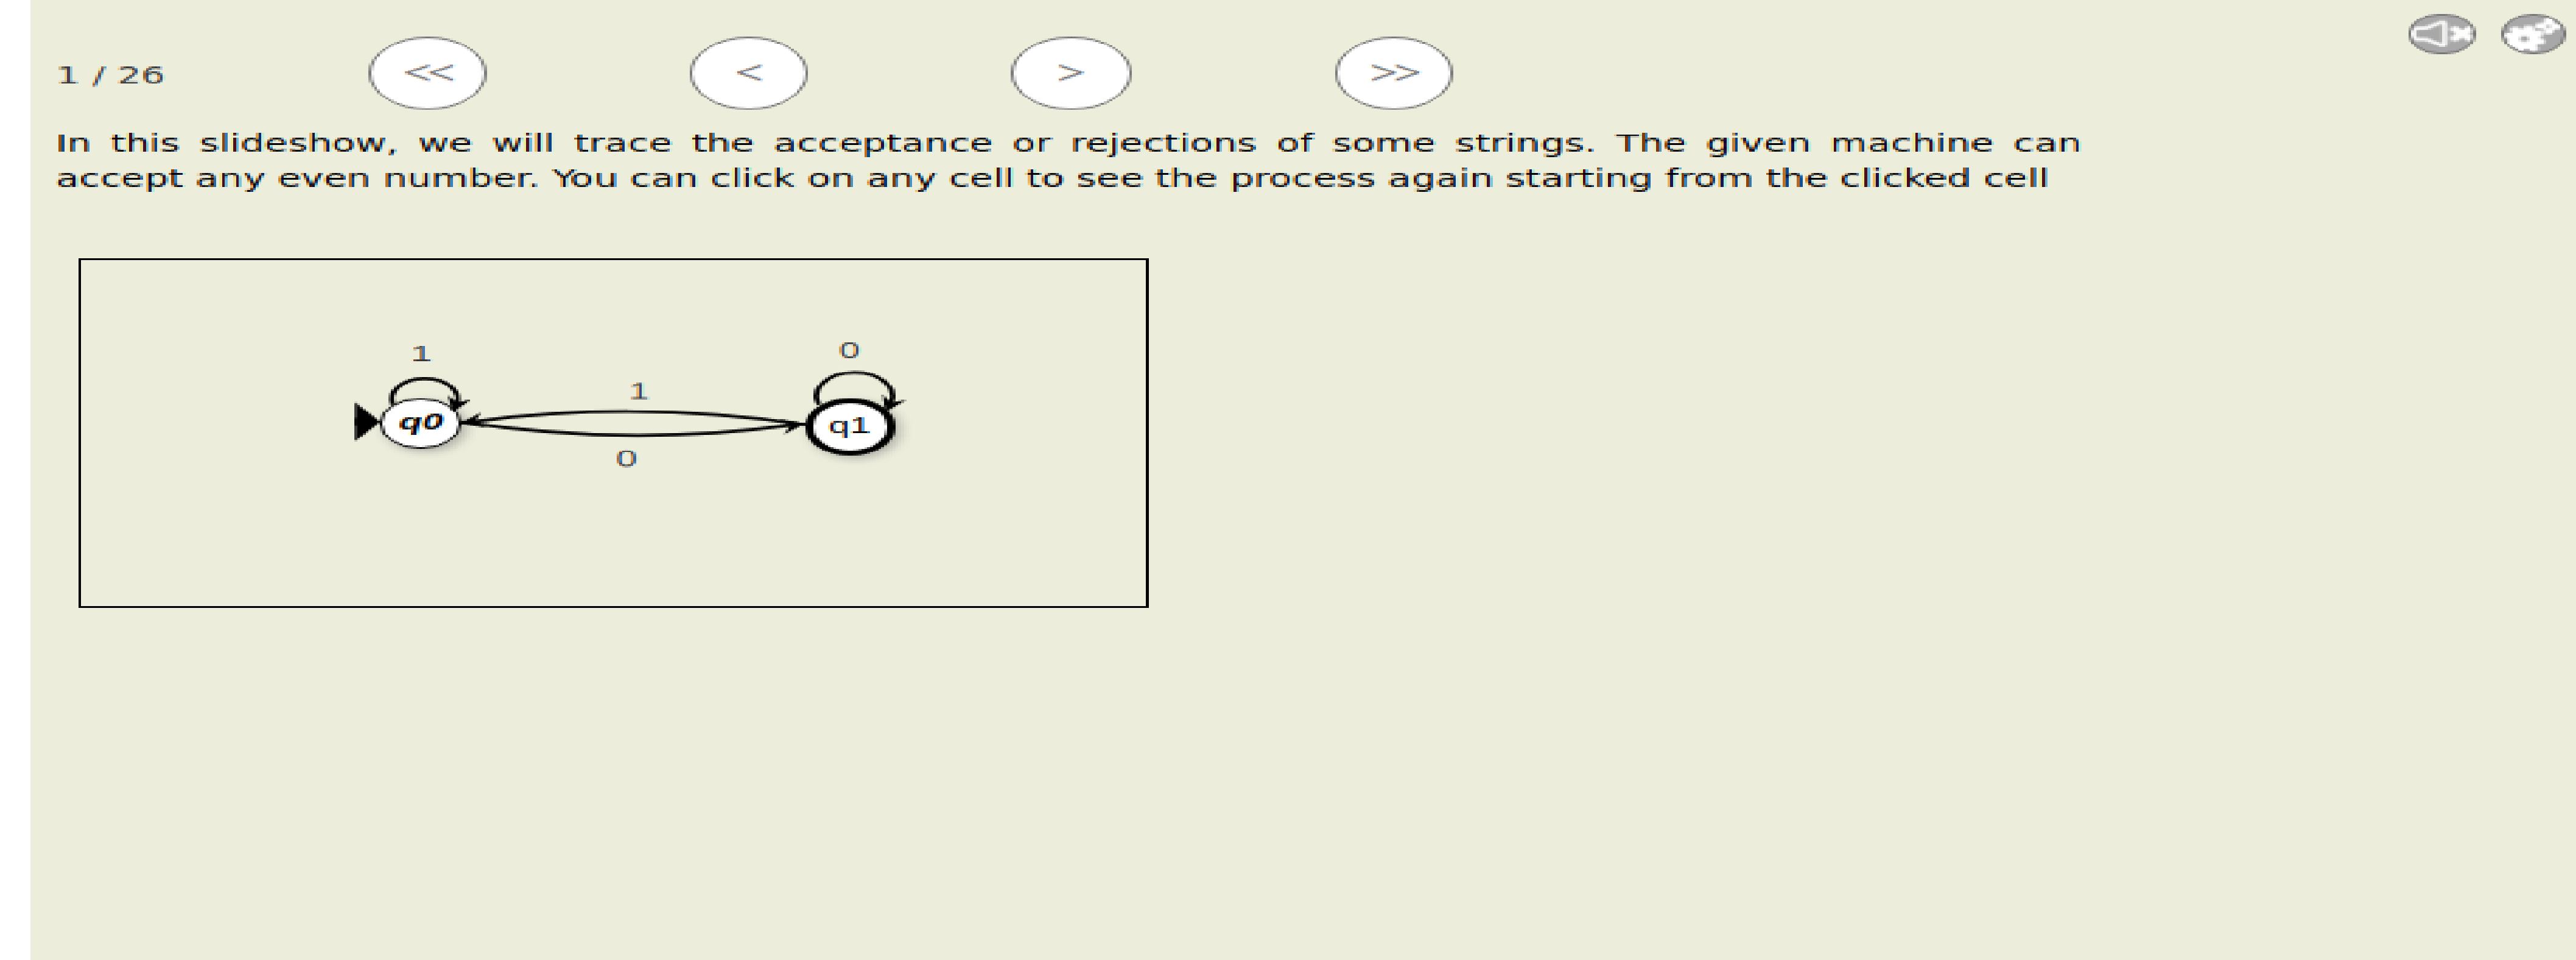 1 / 26
<<
<
>
>>
In this slideshow, we will trace the acceptance or rejections of some strings. The given machine can
accept any even number. You can click on any cell to see the process again starting from the clicked cell
1
0
1
q0
q1
0